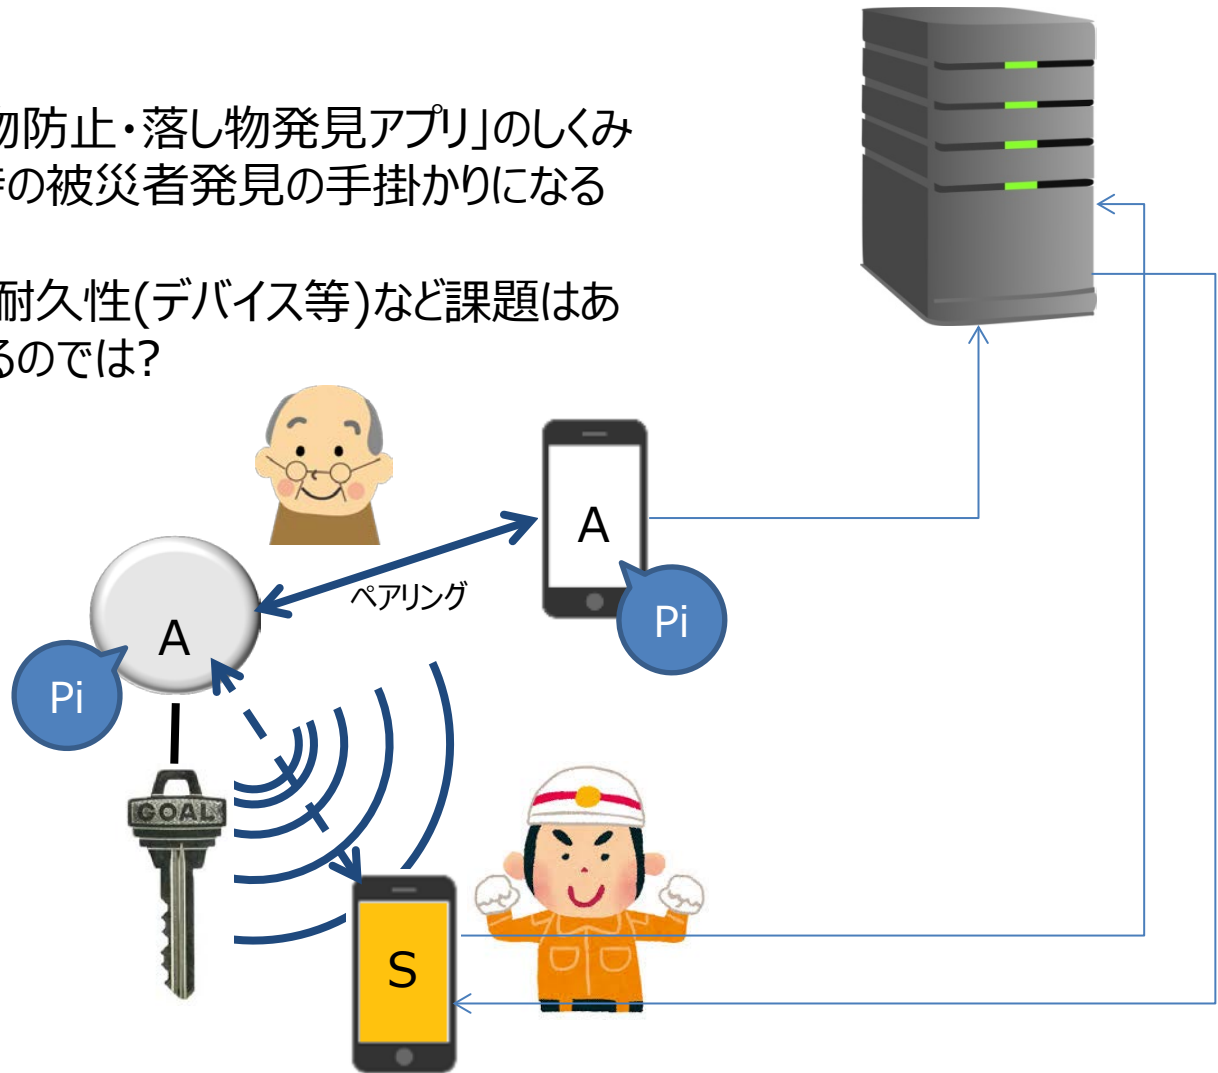 物防止・落し物発見アプリ」のしくみ
時の被災者発見の手掛かりになる
耐久性(デバイス等)など課題はあ
るのでは?
A
ペアリング
A
Pi
Pi
GOAL
S